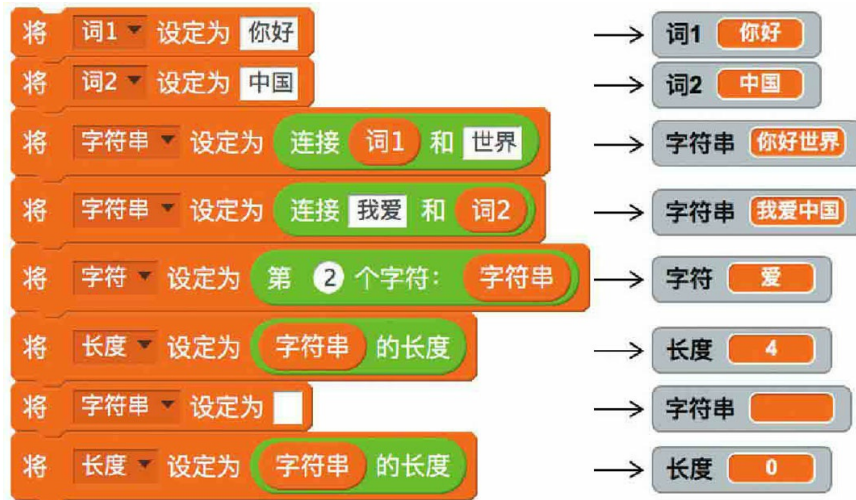 将 词1 设定为 你好 → 词1 你好
将 词2 设定为 中国 → 词2 中国
将 字符串 设定为 连接 词1 和 世界 → 字符串 你好世界
将 字符串 设定为 连接 我爱 和 词2 → 字符串 我爱中国
将 字符 设定为 第 2 个字符： 字符串 → 字符 爱
将 长度 设定为 字符串 的长度 → 长度 4
将 字符串 设定为 → 字符串
将 长度 设定为 字符串 的长度 → 长度 0